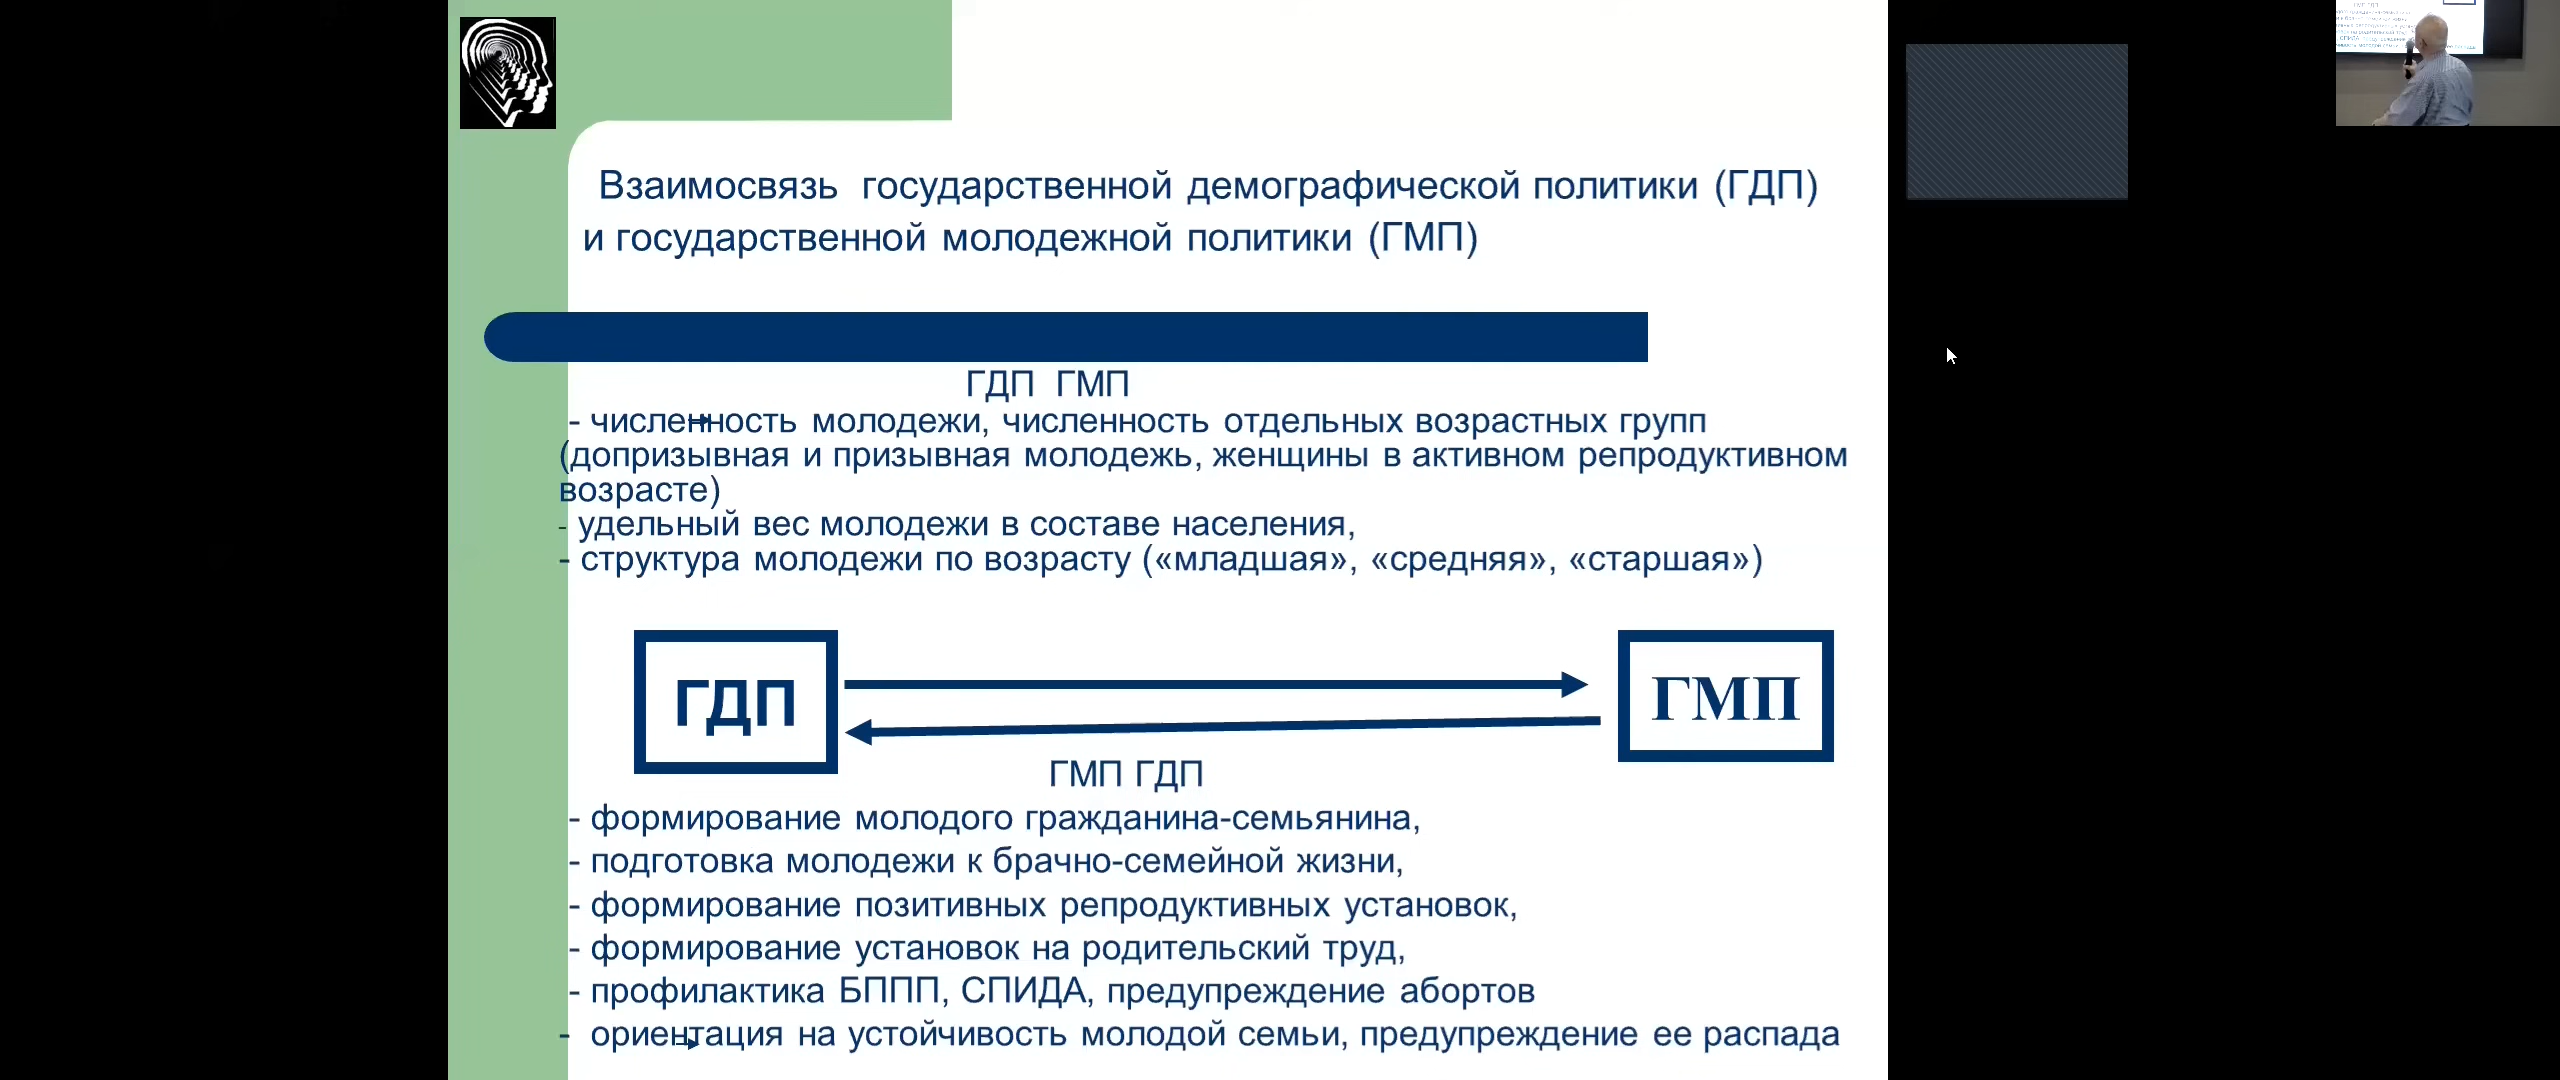 Взаимосвязь государственной демографической политики (ГДП)
и государственной молодежной политики (ГМП)
ГДП ГМП
- численность молодежи, численность отдельных возрастных групп
(допризывная и призывная молодежь, женщины в активном репродуктивном
возрасте)
- удельный вес молодежи в составе населения,
- структура молодежи по возрасту («младшая», «средняя», «старшая»)
ГДП
ГМП
ГМП ГДП
- формирование молодого гражданина-семьянина,
- подготовка молодежи к брачно-семейной жизни,
- формирование позитивных репродуктивных установок,
- формирование установок на родительский труд,
- профилактика БППП, СПИДА, предупреждение абортов
- ориентация на устойчивость молодой семьи, предупреждение ее распада